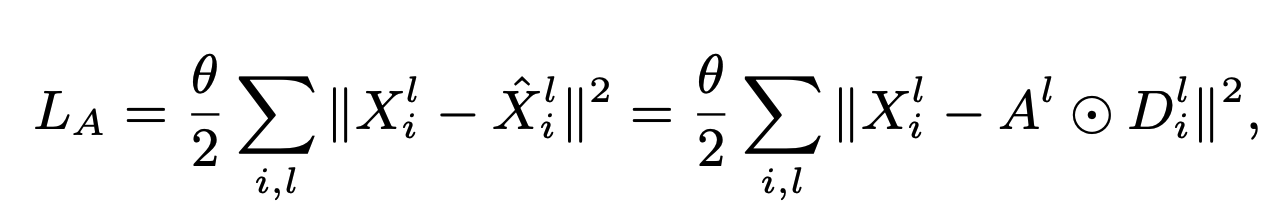 $L_A = \frac{\theta}{2} \sum_{i,l} \| X_i^l - \hat{X}_i^l \|^2 = \frac{\theta}{2} \sum_{i,l} \| X_i^l - A^l \odot D_i^l \|^2,$